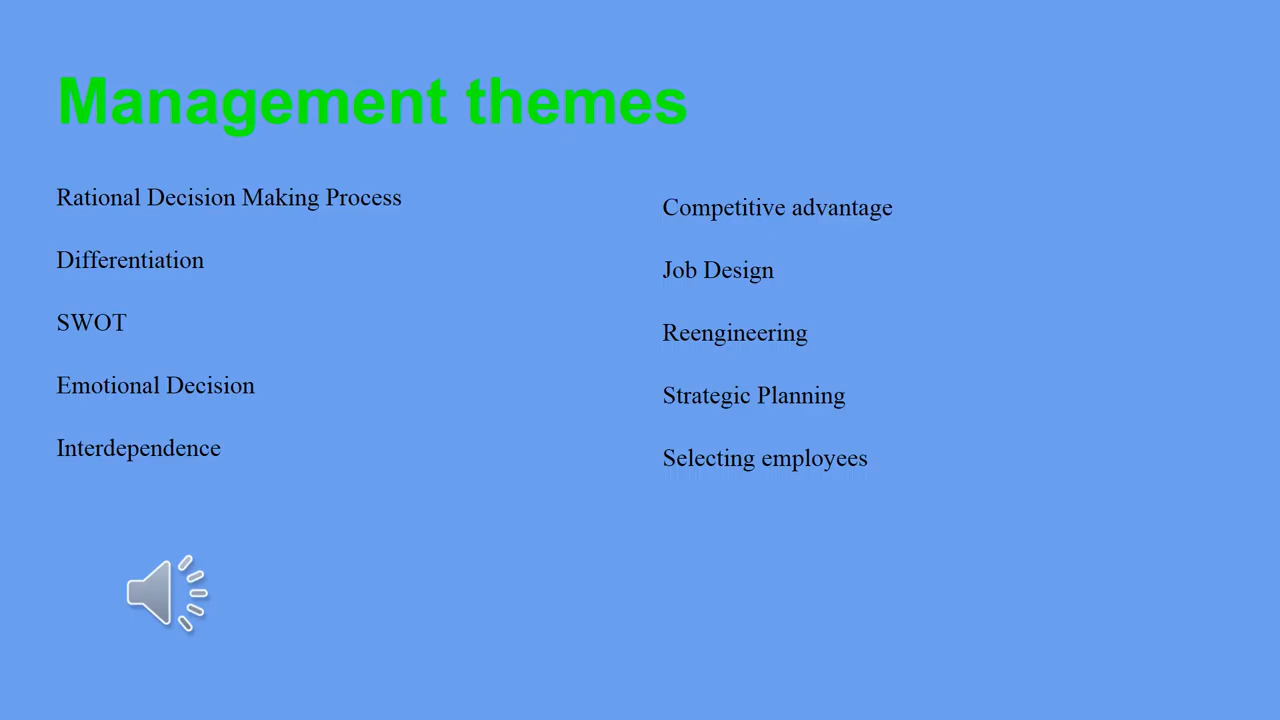 Management themes
Rational Decision Making Process
Differentiation
SWOT
Emotional Decision
Interdependence
Competitive advantage
Job Design
Reengineering
Strategic Planning
Selecting employees